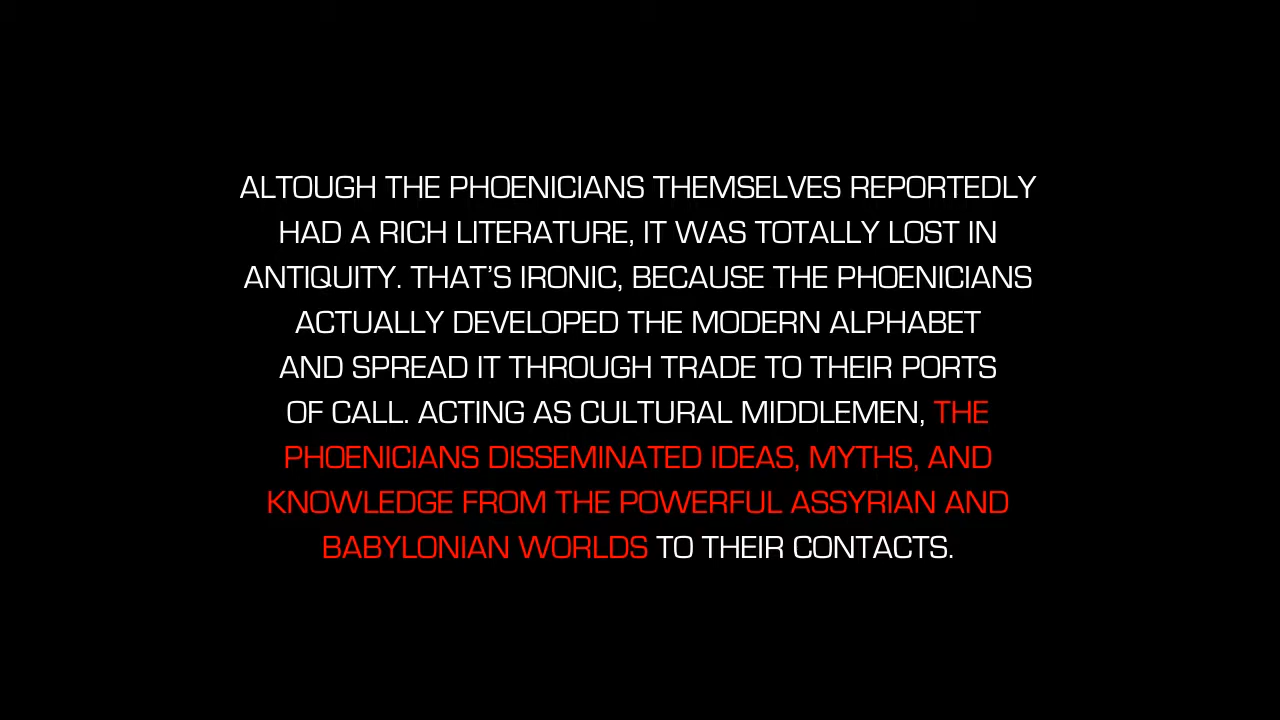 ALTOUGH THE PHOENICIANS THEMSELVES REPORTEDLY
HAD A RICH LITERATURE, IT WAS TOTALLY LOST IN
ANTIQUITY. THAT'S IRONIC, BECAUSE THE PHOENICIANS
ACTUALLY DEVELOPED THE MODERN ALPHABET
AND SPREAD IT THROUGH TRADE TO THEIR PORTS
OF CALL. ACTING AS CULTURAL MIDDLEMEN, THE
PHOENICIANS DISSEMINATED IDEAS, MYTHS, AND
KNOWLEDGE FROM THE POWERFUL ASSYRIAN AND
BABYLONIAN WORLDS TO THEIR CONTACTS.